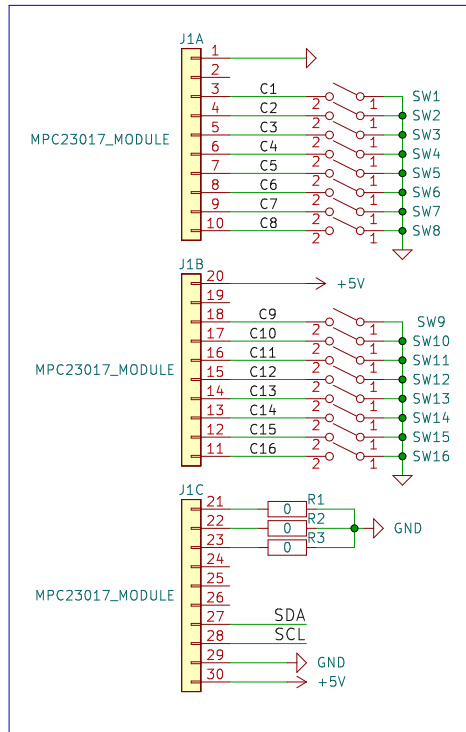 J1A
1
2
3 C1 2 1 SW1
4 C2 2 1 SW2
5 C3 2 1 SW3
MPC23017_MODULE
6 C4 2 1 SW4
7 C5 2 1 SW5
8 C6 2 1 SW6
9 C7 2 1 SW7
10 C8 2 1 SW8
J1B
20 +5V
19
18 C9 2 1 SW9
17 C10 2 1 SW10
16 C11 2 1 SW11
MPC23017_MODULE
15 C12 2 1 SW12
14 C13 2 1 SW13
13 C14 2 1 SW14
12 C15 2 1 SW15
11 C16 2 1 SW16
J1C
21 0 R1
22 0 R2 GND
23 0 R3
24
25
MPC23017_MODULE
26
27 SDA
28 SCL
29 GND
30 +5V